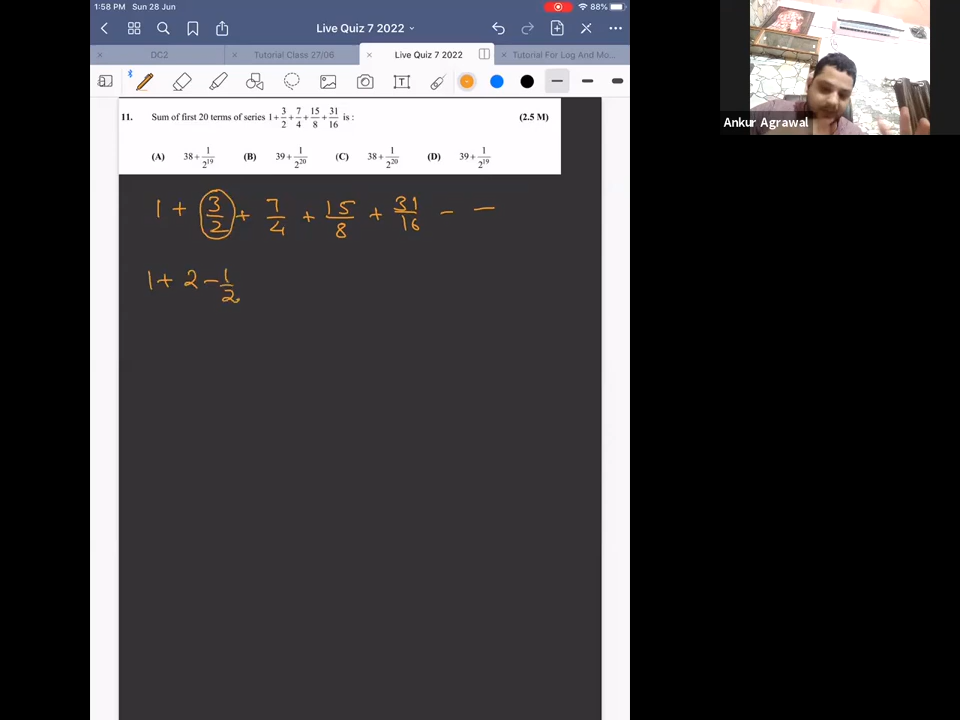 1:58 PM Sun 28 Jun 88%
Live Quiz 7 2022
DC2 Tutorial Class 27/06 Live Quiz 7 2022 Tutorial For Log And Mo...
11. Sum of first 20 terms of series 1 + 3/2 + 7/4 + 15/8 + 31/16 is : (2.5 M)
(A) 38 + 1/2^19 (B) 39 + 1/2^20 (C) 38 + 1/2^20 (D) 39 + 1/2^19
1 + 3/2 + 7/4 + 15/8 + 31/16 - -
1 + 2 - 1/2
Ankur Agrawal